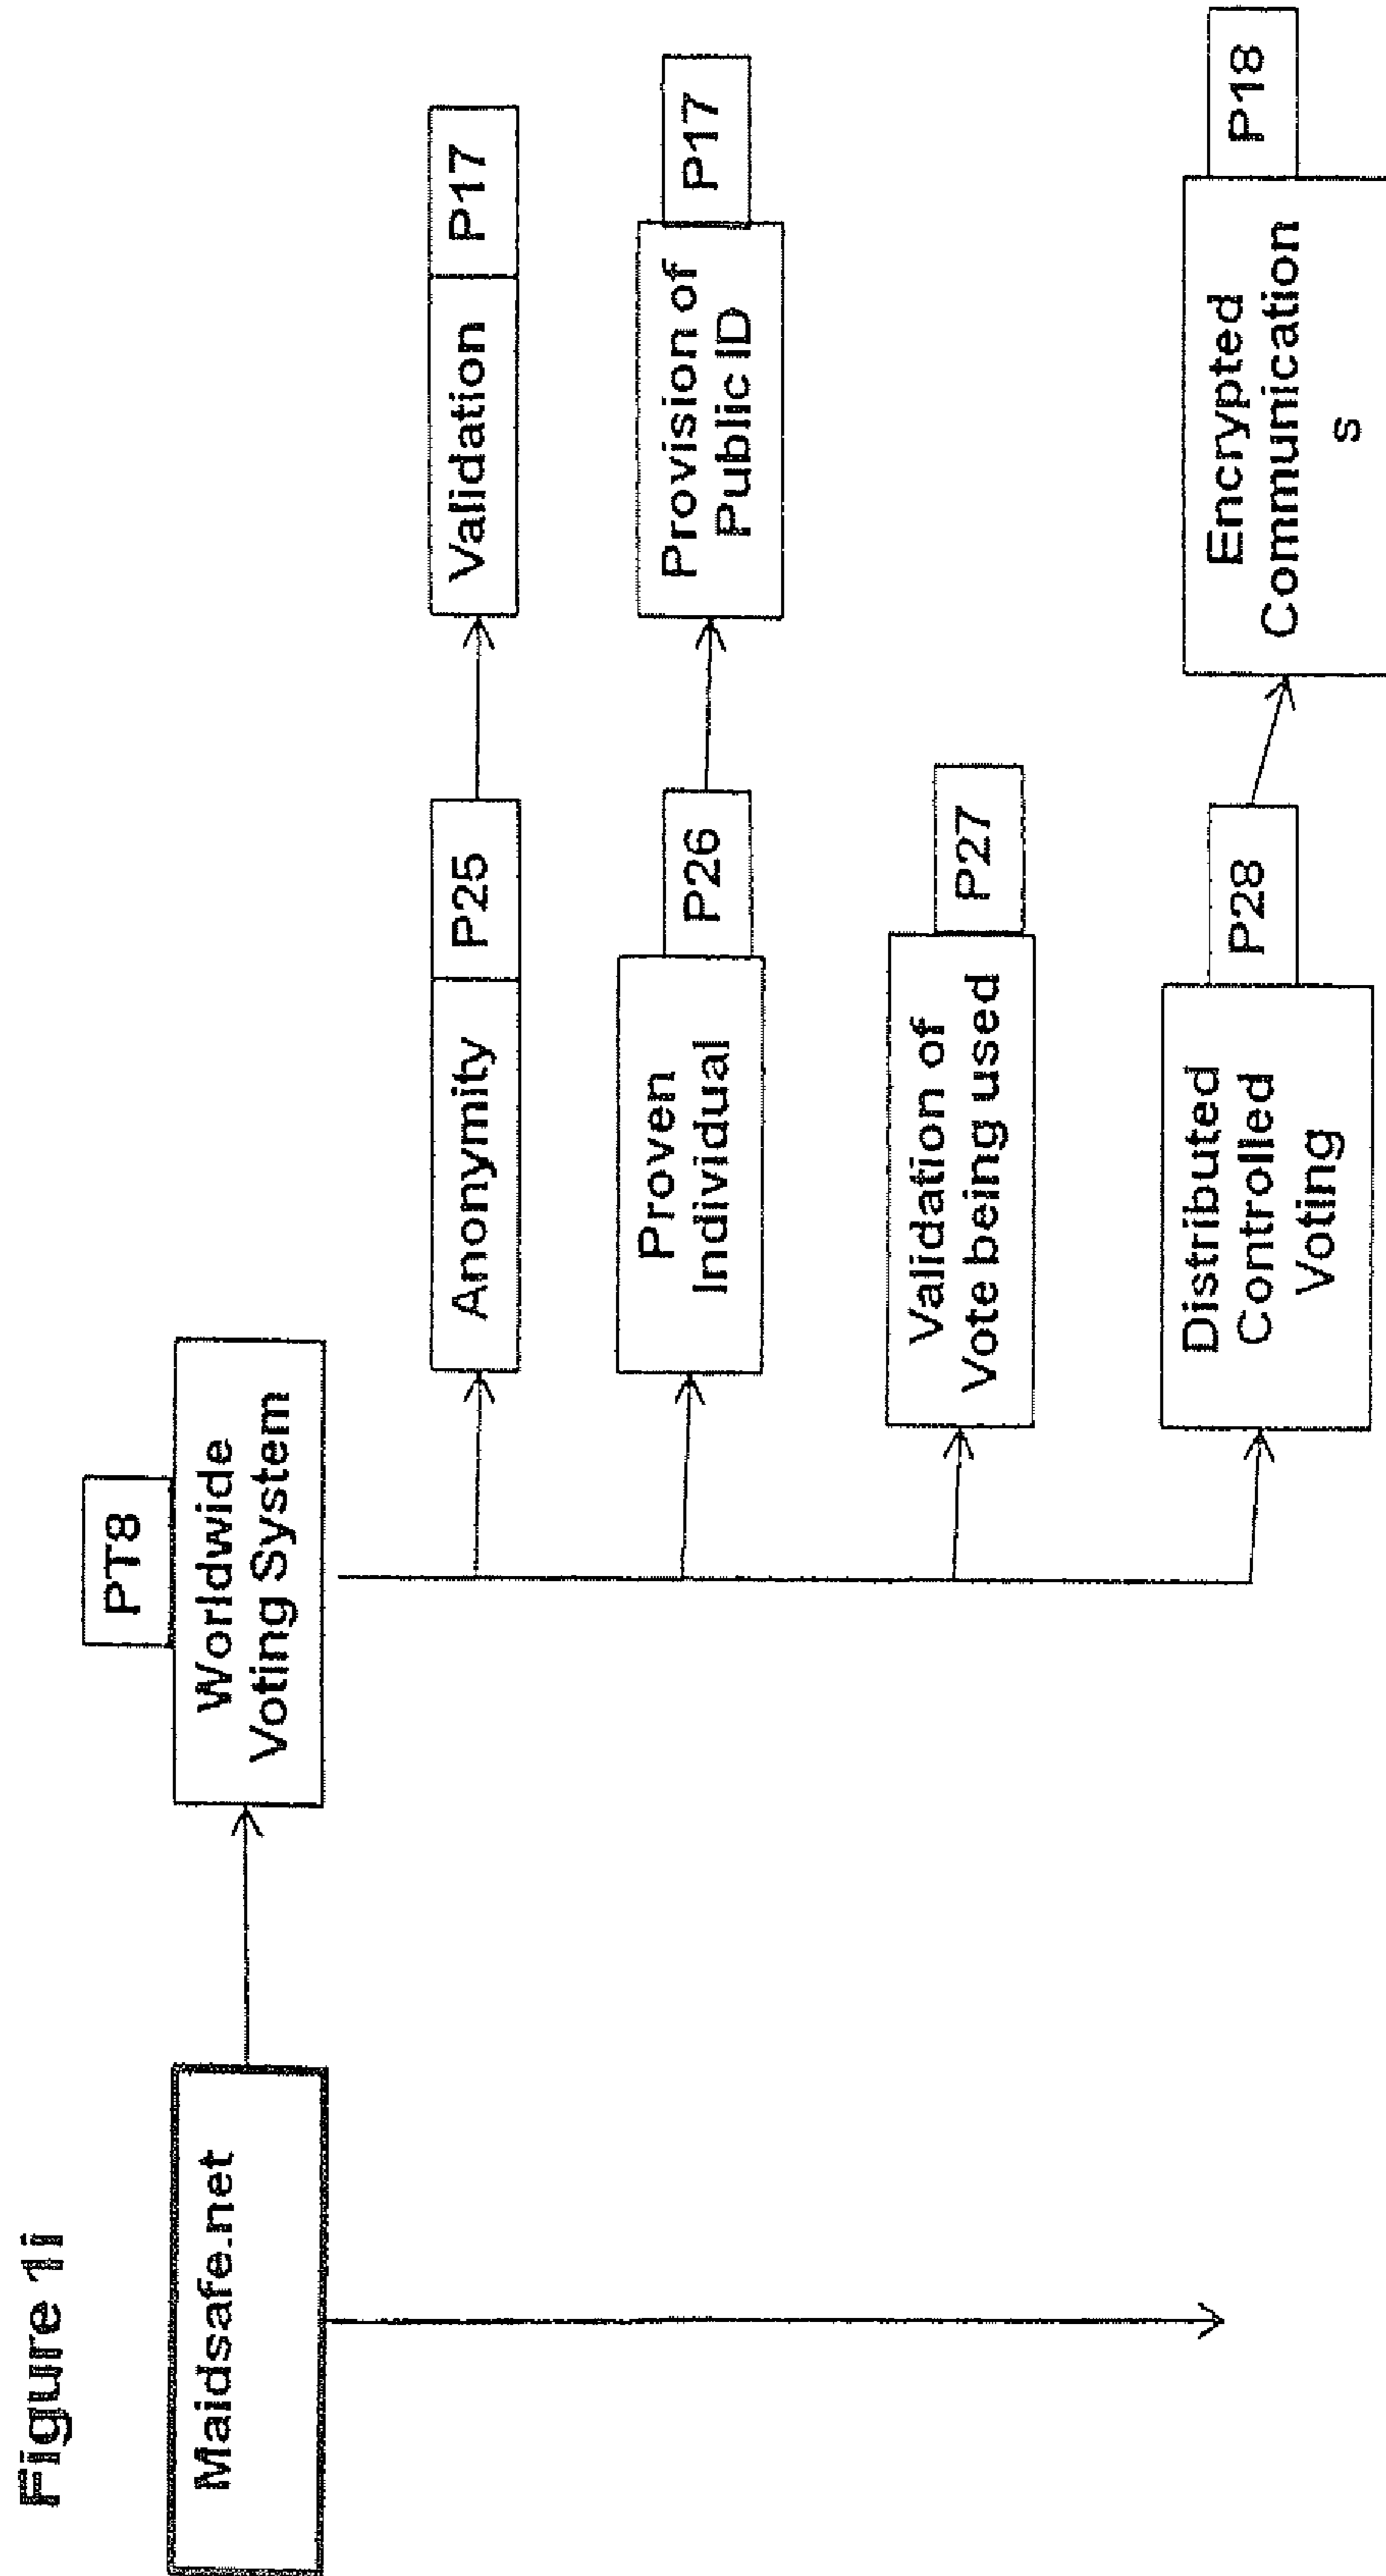 Figure 1i
Maidsafe.net
PT8
Worldwide
Voting System
Anonymity
P25
Validation
P17
Proven
Individual
P26
Provision of
Public ID
P17
Validation of
Vote being used
P27
Distributed
Controlled
Voting
P28
Encrypted
Communication
s
P18